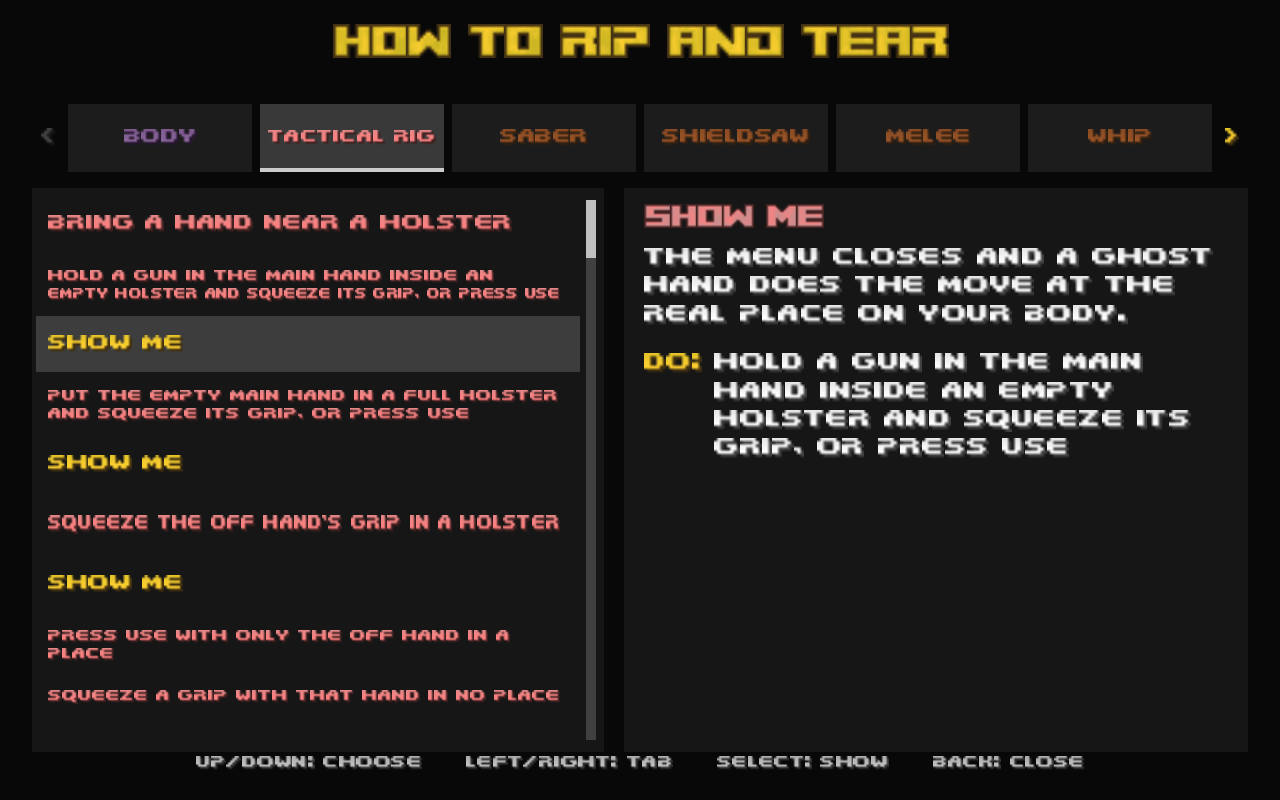 HOW TO RIP AND TEAR
BODY
TACTICAL RIG
SABER
SHIELDSAW
MELEE
WHIP
BRING A HAND NEAR A HOLSTER
HOLD A GUN IN THE MAIN HAND INSIDE AN
EMPTY HOLSTER AND SQUEEZE ITS GRIP, OR PRESS USE
SHOW ME
PUT THE EMPTY MAIN HAND IN A FULL HOLSTER
AND SQUEEZE ITS GRIP, OR PRESS USE
SHOW ME
SQUEEZE THE OFF HAND'S GRIP IN A HOLSTER
SHOW ME
PRESS USE WITH ONLY THE OFF HAND IN A
PLACE
SQUEEZE A GRIP WITH THAT HAND IN NO PLACE
SHOW ME
THE MENU CLOSES AND A GHOST
HAND DOES THE MOVE AT THE
REAL PLACE ON YOUR BODY.
DO: HOLD A GUN IN THE MAIN
HAND INSIDE AN EMPTY
HOLSTER AND SQUEEZE ITS
GRIP, OR PRESS USE
UP/DOWN: CHOOSE LEFT/RIGHT: TAB SELECT: SHOW BACK: CLOSE